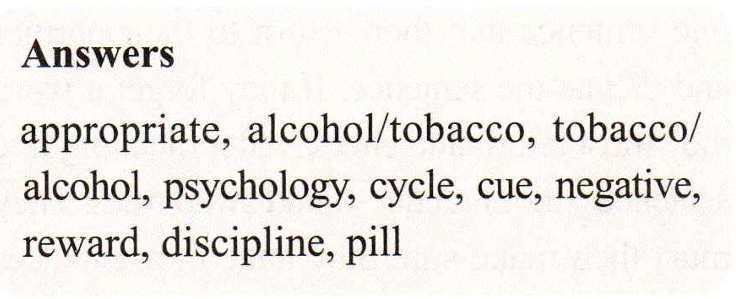 Answers
appropriate, alcohol/tobacco, tobacco/
alcohol, psychology, cycle, cue, negative,
reward, discipline, pill